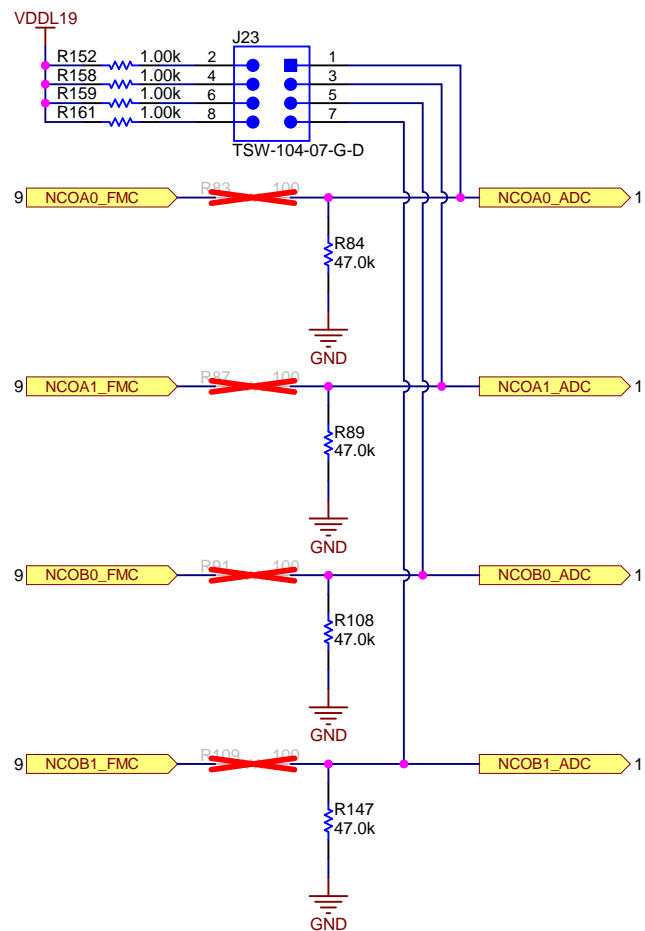 VDDL19
J23
R152 1.00k 2 1
R158 1.00k 4 3
R159 1.00k 6 5
R161 1.00k 8 7
TSW-104-07-G-D
R83 100
9 NCOA0_FMC NCOA0_ADC 1
R84
47.0k
GND
R87 100
9 NCOA1_FMC NCOA1_ADC 1
R89
47.0k
GND
R91 100
9 NCOB0_FMC NCOB0_ADC 1
R108
47.0k
GND
R109 100
9 NCOB1_FMC NCOB1_ADC 1
R147
47.0k
GND